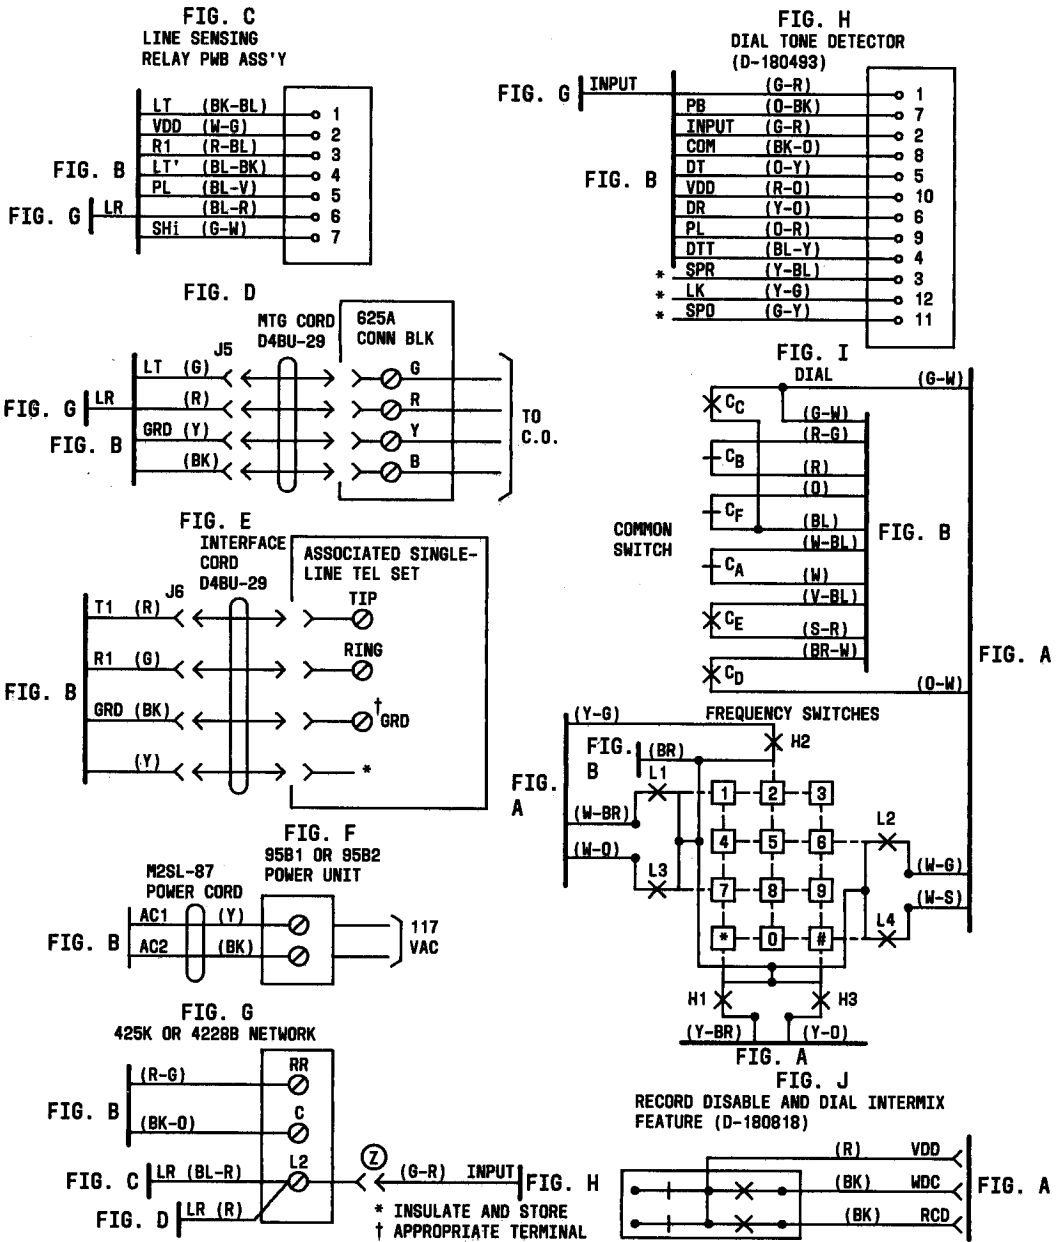 FIG. C
LINE SENSING
RELAY PWB ASS'Y
LT (BK-BL) 1
VDD (W-G) 2
R1 (R-BL) 3
FIG. B
LT' (BL-BK) 4
PL (BL-V) 5
FIG. G LR (BL-R) 6
SHi (G-W) 7
FIG. H
DIAL TONE DETECTOR
(D-180493)
FIG. G INPUT (G-R) 1
PB (O-BK) 7
INPUT (G-R) 2
COM (BK-O) 8
FIG. B DT (O-Y) 5
VDD (R-O) 10
DR (Y-O) 6
PL (O-R) 9
DTT (BL-Y) 4
* SPR (Y-BL) 3
* LK (Y-G) 12
* SPO (G-Y) 11
FIG. D
MTG CORD
D4BU-29
625A
CONN BLK
J5
LT (G) G
FIG. G LR (R) R
FIG. B GRD (Y) Y
(BK) B
TO
C.O.
FIG. E
INTERFACE
CORD
D4BU-29
ASSOCIATED SINGLE-
LINE TEL SET
J6
T1 (R) TIP
R1 (G) RING
FIG. B
GRD (BK) † GRD
(Y) *
FIG. F
95B1 OR 95B2
POWER UNIT
M2SL-87
POWER CORD
FIG. B
AC1 (Y)
AC2 (BK)
117
VAC
FIG. G
425K OR 4228B NETWORK
FIG. B
(R-G) RR
(BK-O) C
FIG. C LR (BL-R) L2
Z
(G-R) INPUT FIG. H
FIG. D LR (R)
* INSULATE AND STORE
† APPROPRIATE TERMINAL
FIG. I
DIAL
(G-W)
CC
(G-W)
(R-G)
CB
(R)
(O)
CF
(BL)
FIG. B
COMMON
SWITCH
(W-BL)
CA
(W)
(V-BL)
CE
(S-R)
(BR-W)
CD
(O-W)
FIG. A
FREQUENCY SWITCHES
(Y-G)
H2
FIG.
B
(BR)
L1
FIG.
A
(W-BR)
(W-O)
L3
1 2 3
4 5 6
7 8 9
* 0 #
L2
(W-G)
(W-S)
L4
H1 H3
(Y-BR) (Y-O)
FIG. A
FIG. J
RECORD DISABLE AND DIAL INTERMIX
FEATURE (D-180818)
(R) VDD
(BK) WDC
(BK) RCD
FIG. A